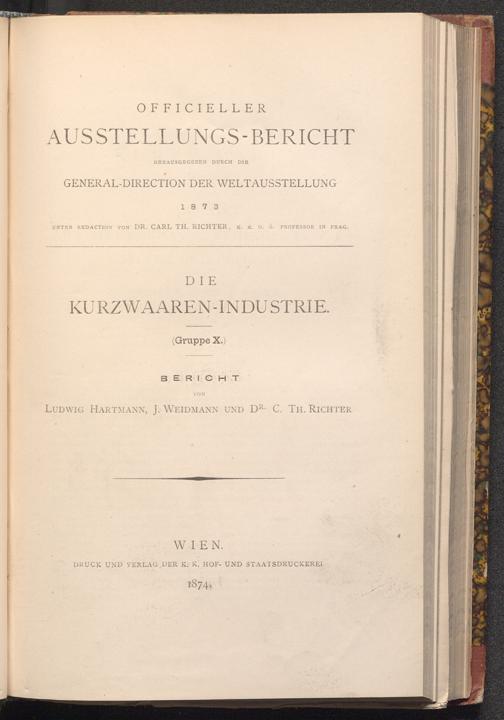 OFFICIELLER
AUSSTELLUNGS-BERICHT
HERAUSGEGEBEN DURCH DIE
GENERAL-DIRECTION DER WELTAUSSTELLUNG
1873
UNTER REDACTION VON DR. CARL TH. RICHTER, K. K. O. Ö. PROFESSOR IN PRAG.
DIE
KURZWAAREN-INDUSTRIE.
(Gruppe X.)
BERICHT
VON
LUDWIG HARTMANN, J. WEIDMANN UND DR. C. TH. RICHTER
WIEN.
DRUCK UND VERLAG DER K. K. HOF- UND STAATSDRUCKEREI
1874.